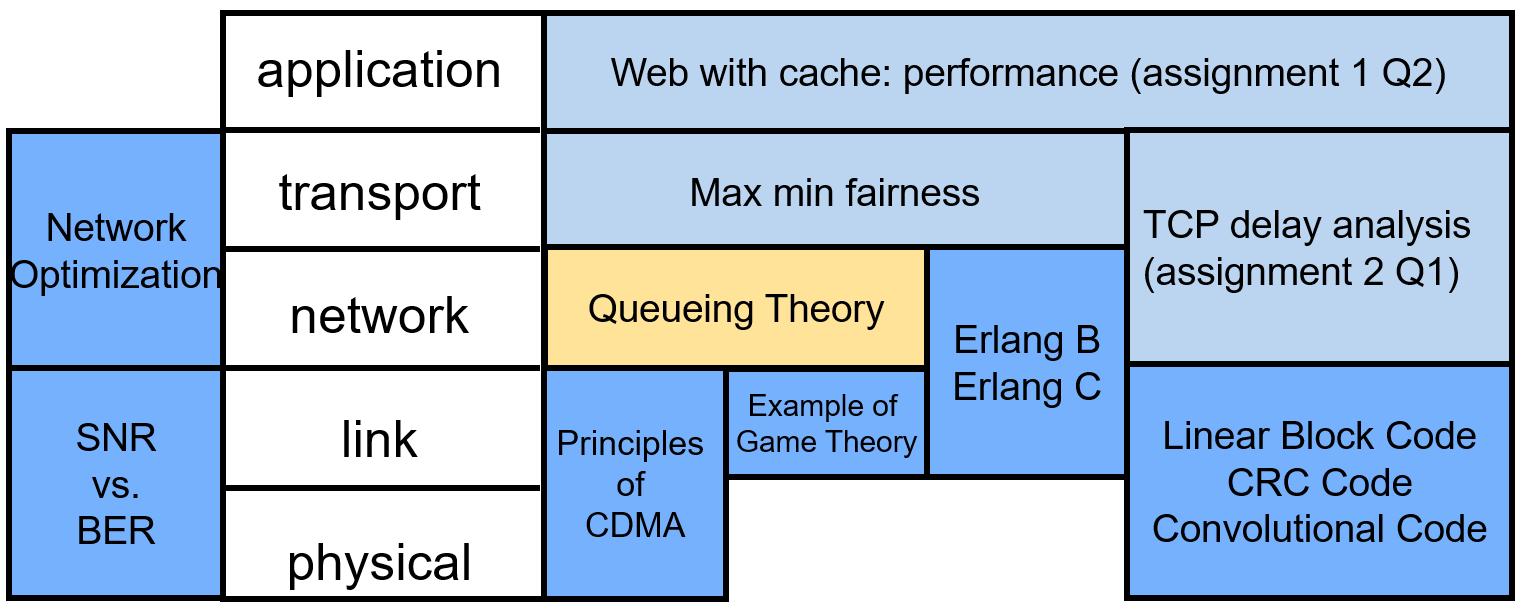 application
Web with cache: performance (assignment 1 Q2)
Network
Optimization
transport
Max min fairness
TCP delay analysis
(assignment 2 Q1)
network
Queueing Theory
Erlang B
Erlang C
SNR
vs.
BER
link
Principles
of
CDMA
Example of
Game Theory
Linear Block Code
CRC Code
Convolutional Code
physical